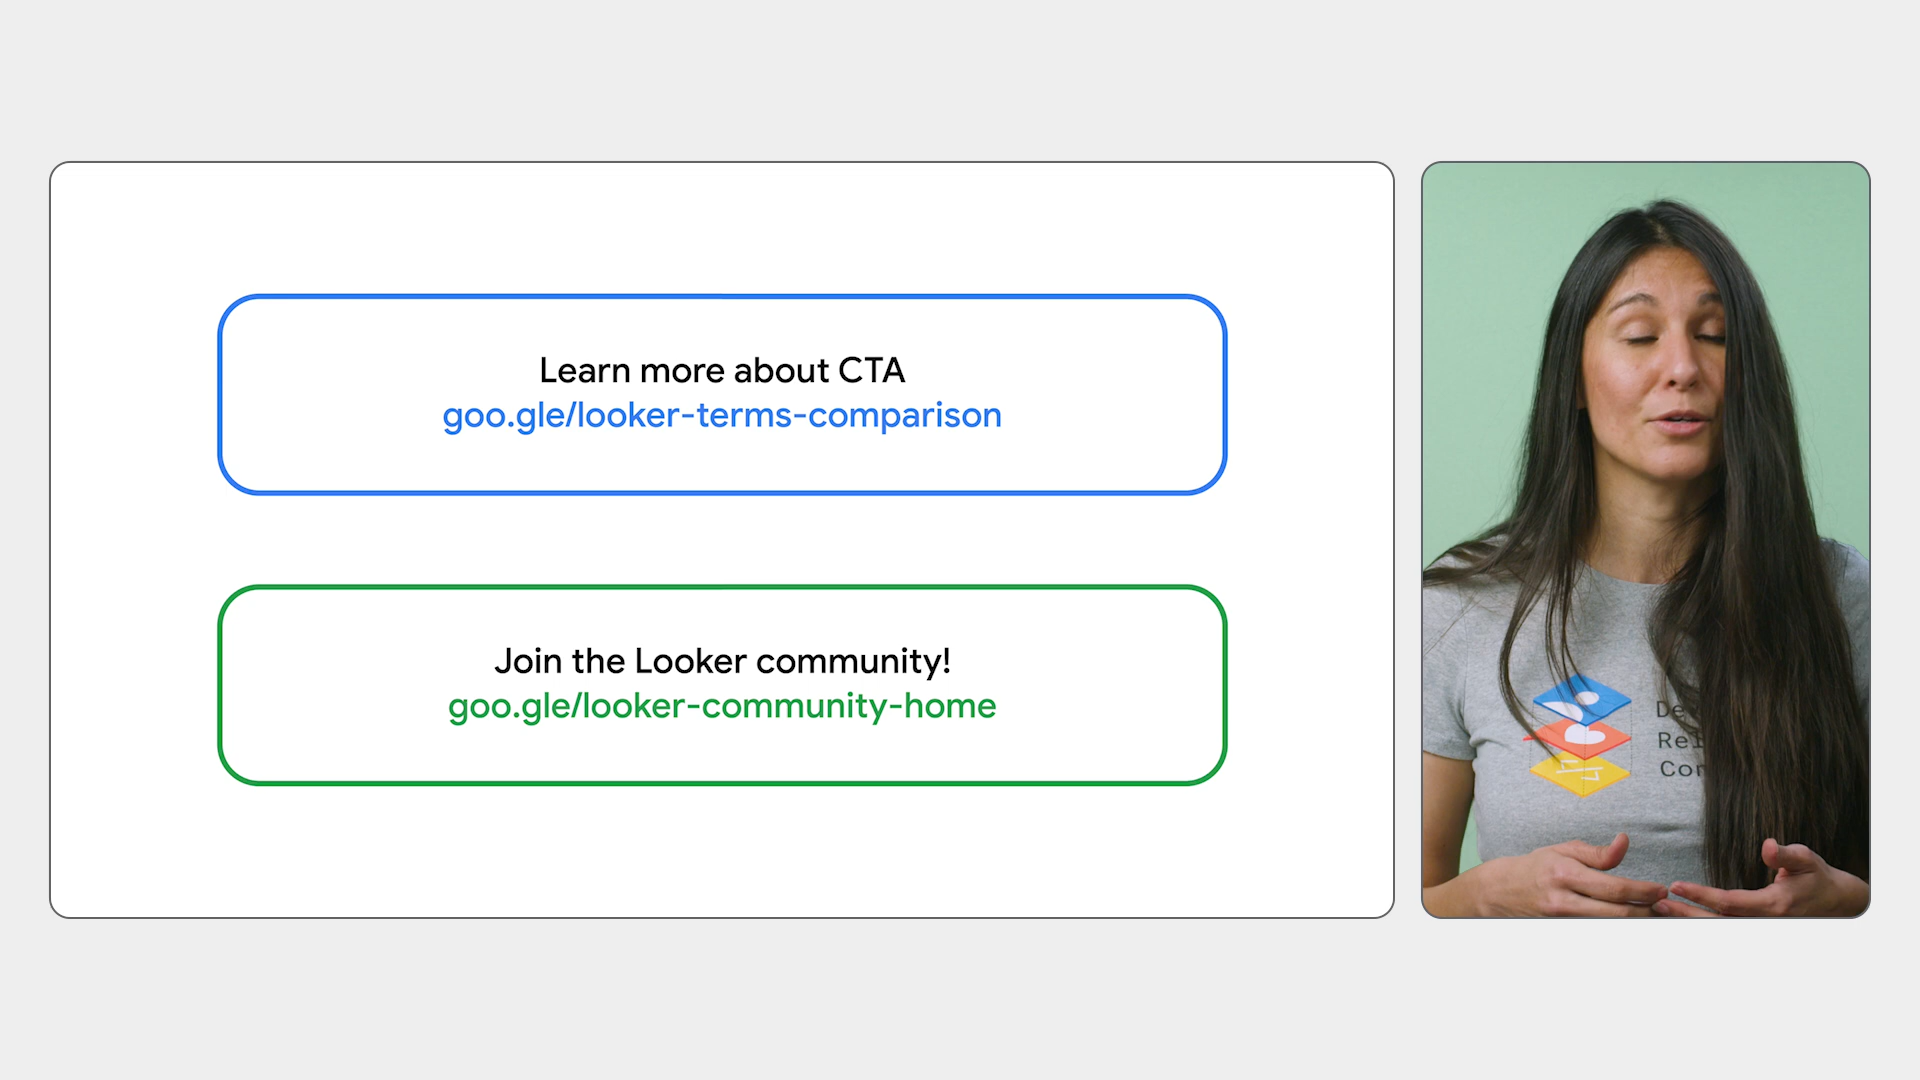 Learn more about CTA
goo.gle/looker-terms-comparison
Join the Looker community!
goo.gle/looker-community-home